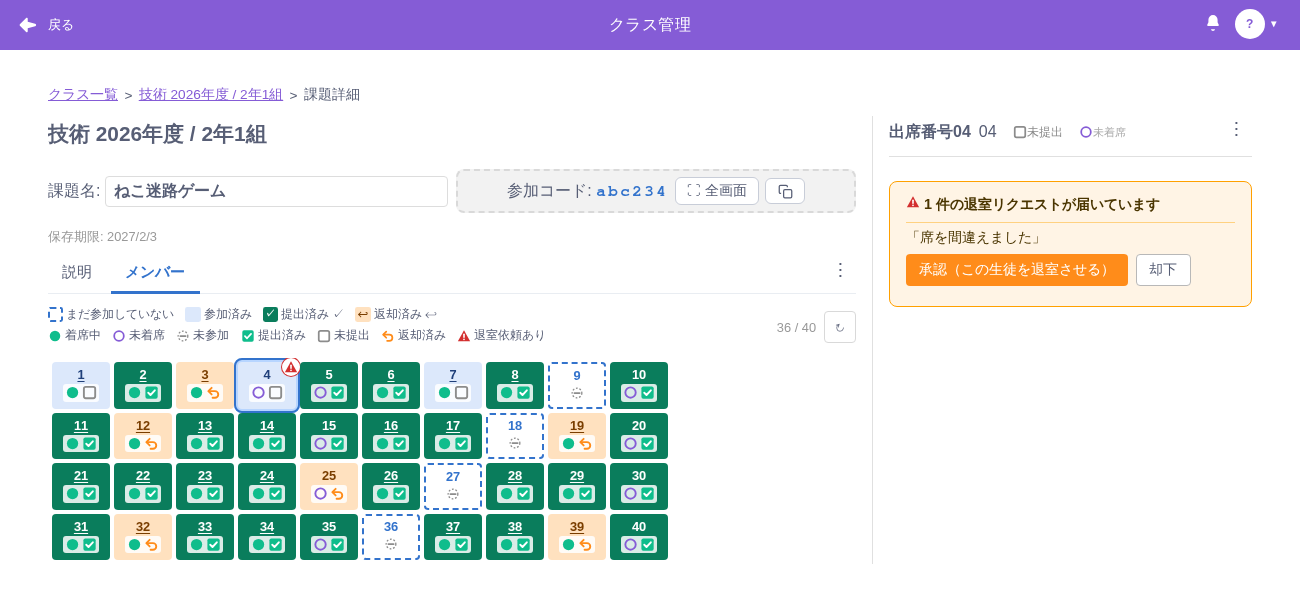 戻る
クラス管理
?
クラス一覧 > 技術 2026年度 / 2年1組 > 課題詳細
技術 2026年度 / 2年1組
課題名: ねこ迷路ゲーム
参加コード: abc234 全画面
保存期限: 2027/2/3
説明 メンバー
まだ参加していない 参加済み 提出済み ✓ 返却済み ↩
着席中 未着席 未参加 提出済み 未提出 返却済み 退室依頼あり
36 / 40
1 2 3 4 5 6 7 8 9 10
11 12 13 14 15 16 17 18 19 20
21 22 23 24 25 26 27 28 29 30
31 32 33 34 35 36 37 38 39 40
出席番号04 04 未提出 未着席
1 件の退室リクエストが届いています
「席を間違えました」
承認（この生徒を退室させる） 却下